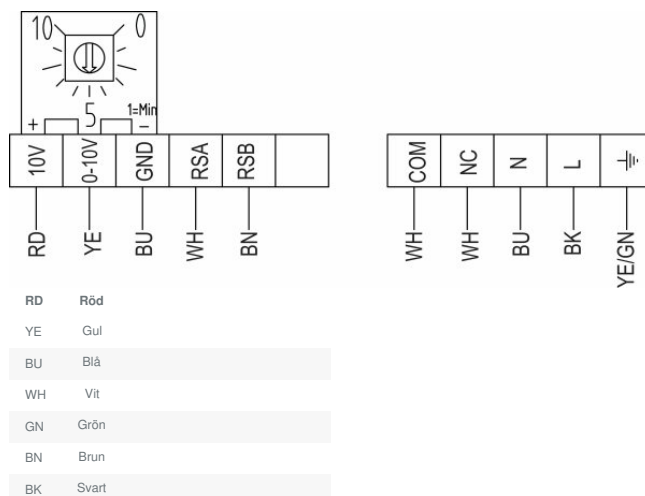 10 0
5 1=Min
+ −
10V 0-10V GND RSA RSB COM NC N L
RD YE BU WH BN WH WH BU BK YE/GN
RD Röd
YE Gul
BU Blå
WH Vit
GN Grön
BN Brun
BK Svart